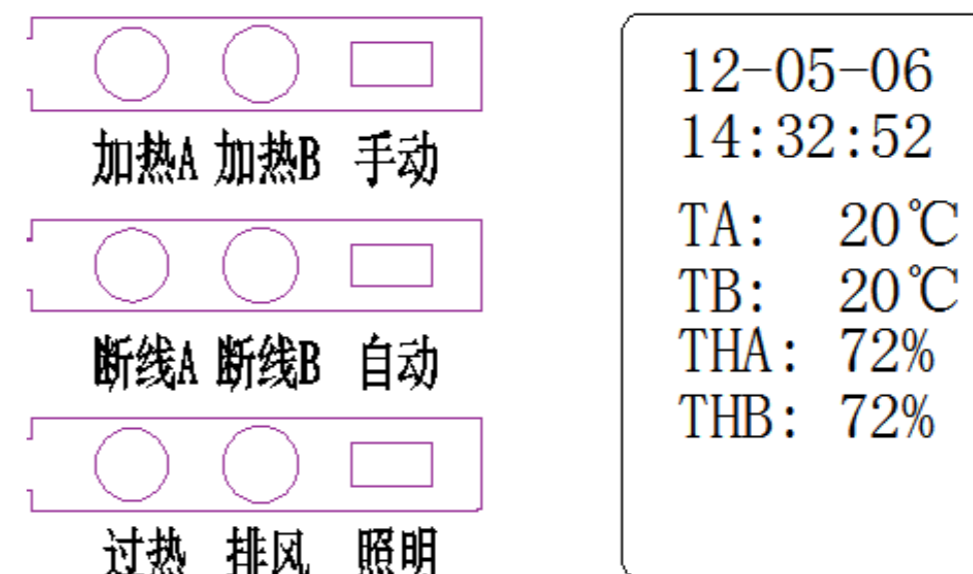 加热A 加热B 手动
断线A 断线B 自动
过热 排风 照明
12-05-06
14:32:52
TA: 20℃
TB: 20℃
THA: 72%
THB: 72%